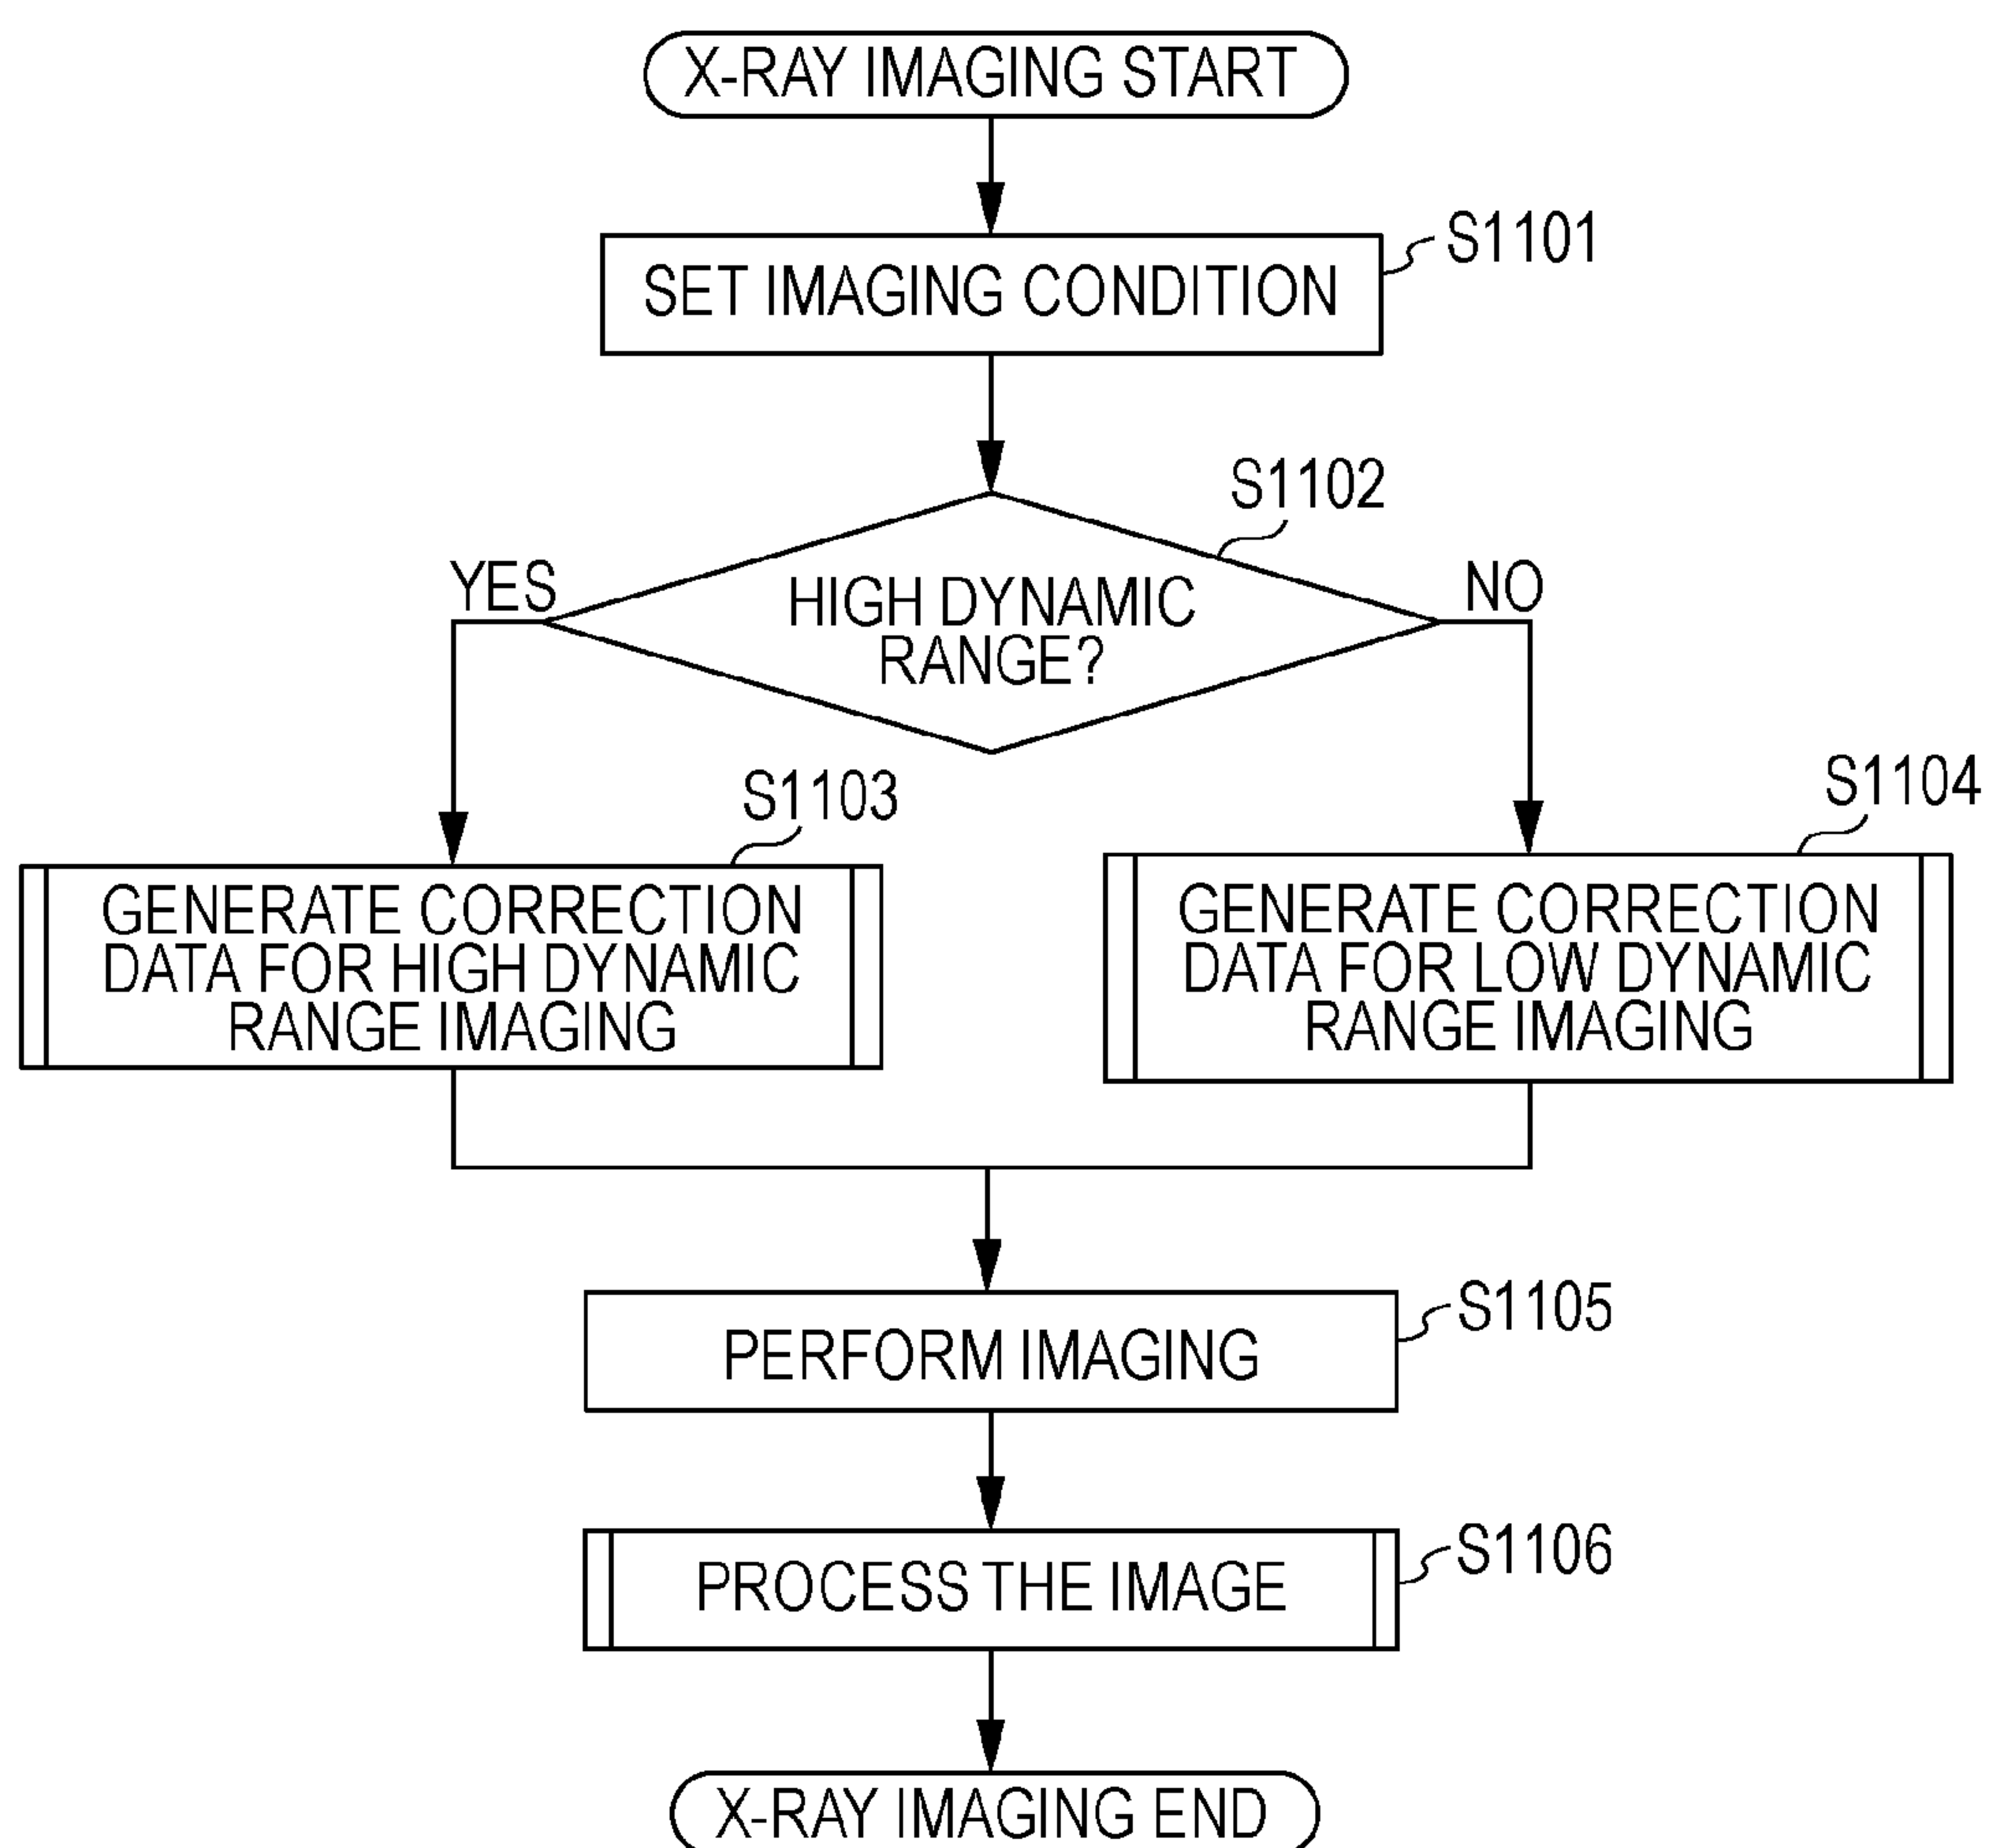 X-RAY IMAGING START
S1101
SET IMAGING CONDITION
S1102
YES
NO
HIGH DYNAMIC
RANGE?
S1103
S1104
GENERATE CORRECTION
DATA FOR HIGH DYNAMIC
RANGE IMAGING
GENERATE CORRECTION
DATA FOR LOW DYNAMIC
RANGE IMAGING
S1105
PERFORM IMAGING
S1106
PROCESS THE IMAGE
X-RAY IMAGING END